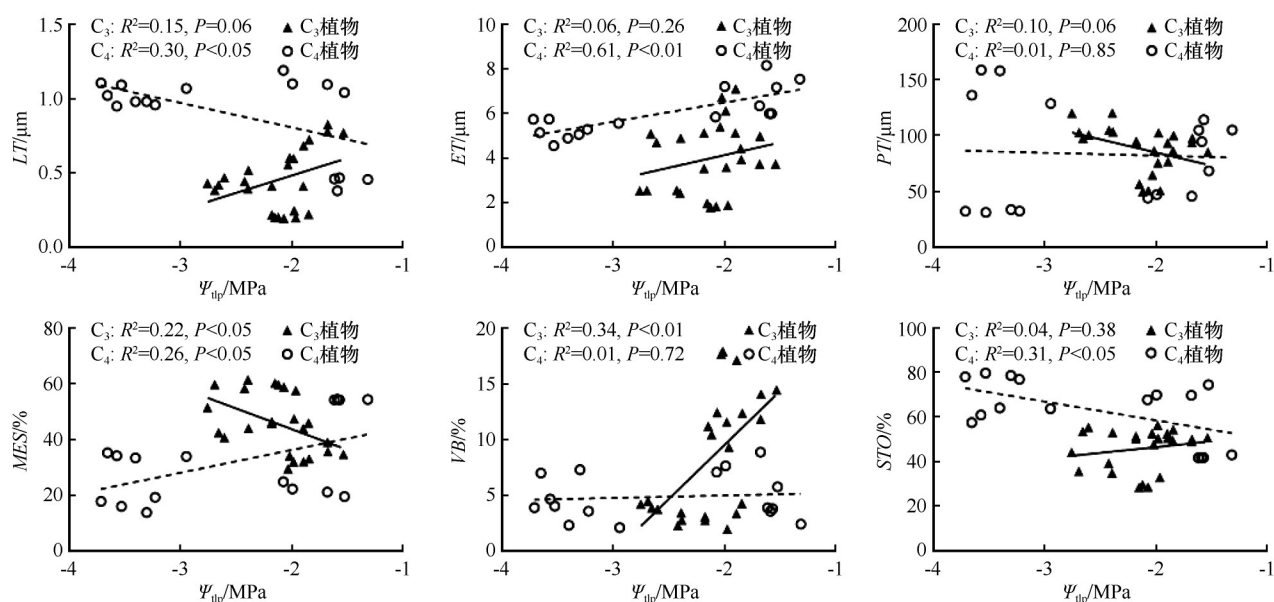 C₃: R²=0.15, P=0.06
C₄: R²=0.30, P<0.05
C₃植物
C₄植物
LT/μm
1.5
1.0
0.5
0.0
-4 -3 -2 -1
Ψtlp/MPa
C₃: R²=0.06, P=0.26
C₄: R²=0.61, P<0.01
C₃植物
C₄植物
ET/μm
10
8
6
4
2
0
-4 -3 -2 -1
Ψtlp/MPa
C₃: R²=0.10, P=0.06
C₄: R²=0.01, P=0.85
C₃植物
C₄植物
PT/μm
200
150
100
50
0
-4 -3 -2 -1
Ψtlp/MPa
C₃: R²=0.22, P<0.05
C₄: R²=0.26, P<0.05
C₃植物
C₄植物
MES/%
80
60
40
20
0
-4 -3 -2 -1
Ψtlp/MPa
C₃: R²=0.34, P<0.01
C₄: R²=0.01, P=0.72
C₃植物
C₄植物
VB/%
20
15
10
5
0
-4 -3 -2 -1
Ψtlp/MPa
C₃: R²=0.04, P=0.38
C₄: R²=0.31, P<0.05
C₃植物
C₄植物
STO/%
100
80
60
40
20
0
-4 -3 -2 -1
Ψtlp/MPa